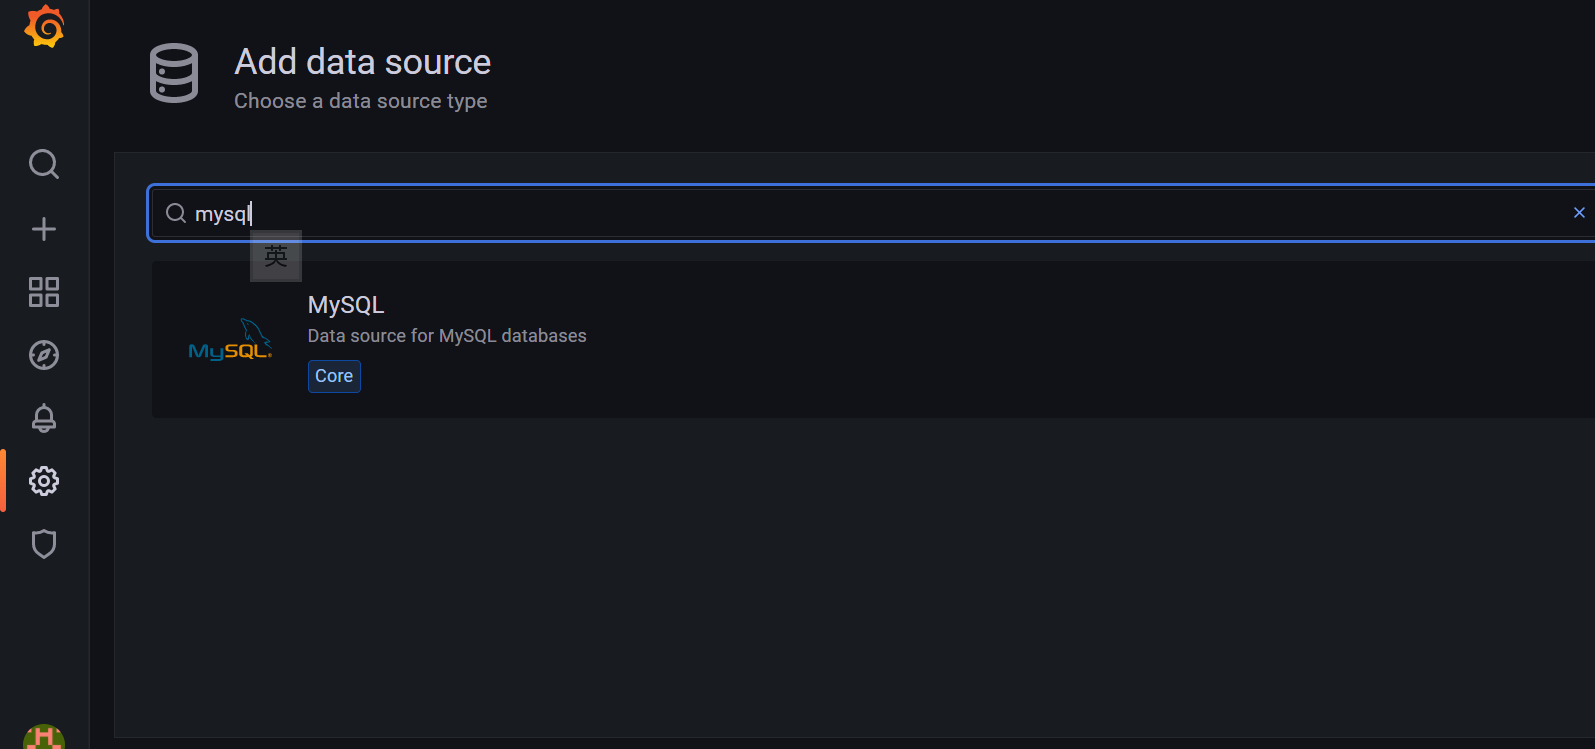 Add data source
Choose a data source type
mysql
英
MySQL
Data source for MySQL databases
MySQL
Core